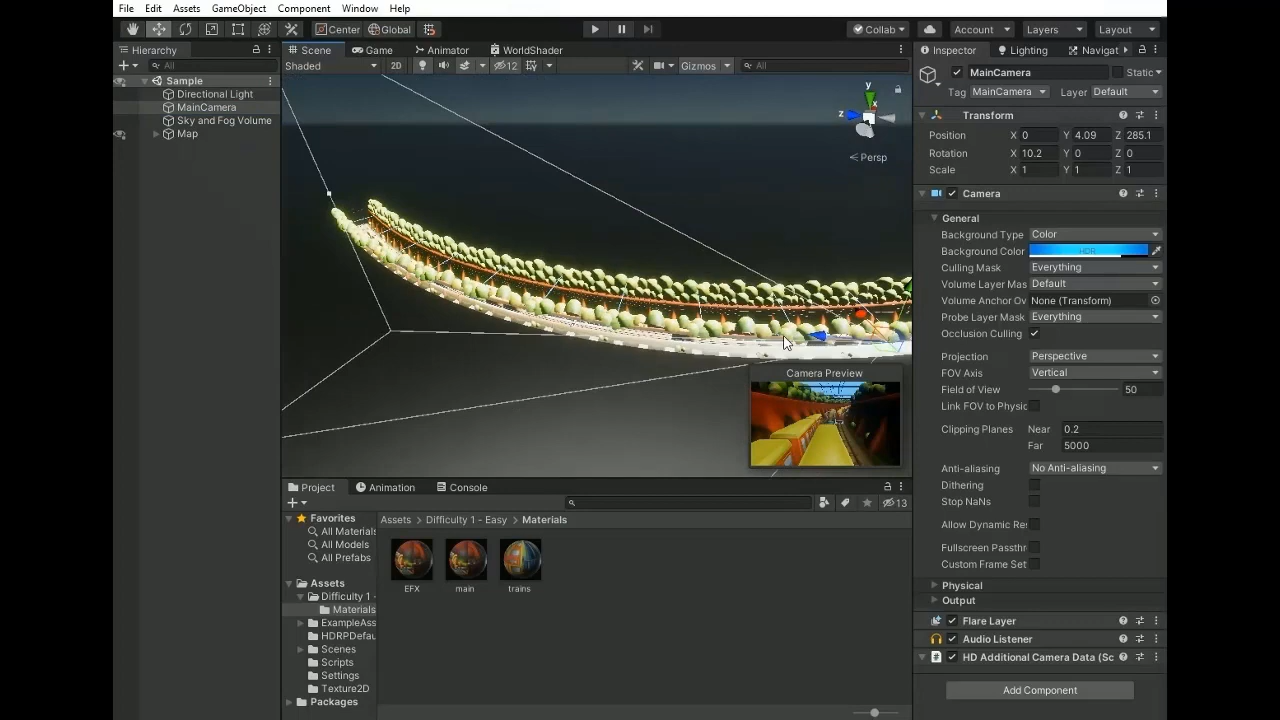 File Edit Assets GameObject Component Window Help
Center Global Collab Account Layers Layout
Hierarchy Scene Game Animator WorldShader Inspector Lighting Navigat
All Shaded 2D 12 Gizmos All MainCamera Static
Sample
Directional Light
MainCamera
Sky and Fog Volume
Map
y
x
z
Persp
Tag MainCamera Layer Default
Transform
Position X 0 Y 4.09 Z 285.1
Rotation X 10.2 Y 0 Z 0
Scale X 1 Y 1 Z 1
Camera
General
Background Type Color
Background Color HDR
Culling Mask Everything
Volume Layer Mas Default
Volume Anchor Ov None (Transform)
Probe Layer Mask Everything
Occlusion Culling
Projection Perspective
FOV Axis Vertical
Field of View 50
Link FOV to Physic
Clipping Planes Near 0.2
Far 5000
Anti-aliasing No Anti-aliasing
Dithering
Stop NaNs
Allow Dynamic Res
Fullscreen Passthr
Custom Frame Set
Physical
Output
Flare Layer
Audio Listener
HD Additional Camera Data (Sc
Add Component
Camera Preview
Project Animation Console
13
Favorites
All Materials
All Models
All Prefabs
Assets
Difficulty 1 -
Materials
ExampleAss
HDRPDefau
Scenes
Scripts
Settings
Texture2D
Packages
Assets > Difficulty 1 - Easy > Materials
EFX main trains